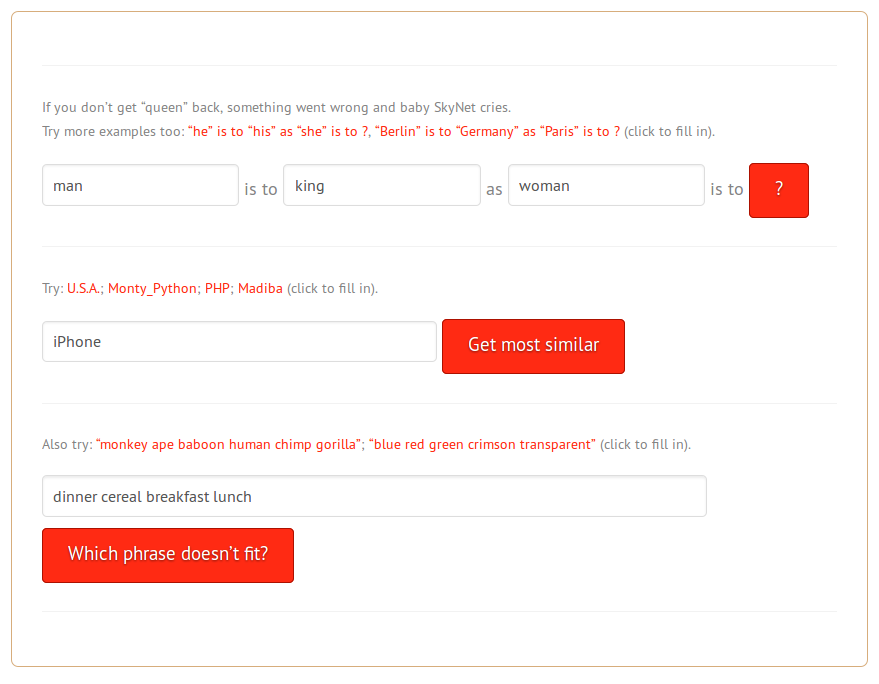 If you don't get “queen” back, something went wrong and baby SkyNet cries.
Try more examples too: “he” is to “his” as “she” is to ?, “Berlin” is to “Germany” as “Paris” is to ? (click to fill in).
man is to king as woman is to ?
Try: U.S.A.; Monty_Python; PHP; Madiba (click to fill in).
iPhone Get most similar
Also try: “monkey ape baboon human chimp gorilla”; “blue red green crimson transparent” (click to fill in).
dinner cereal breakfast lunch
Which phrase doesn't fit?